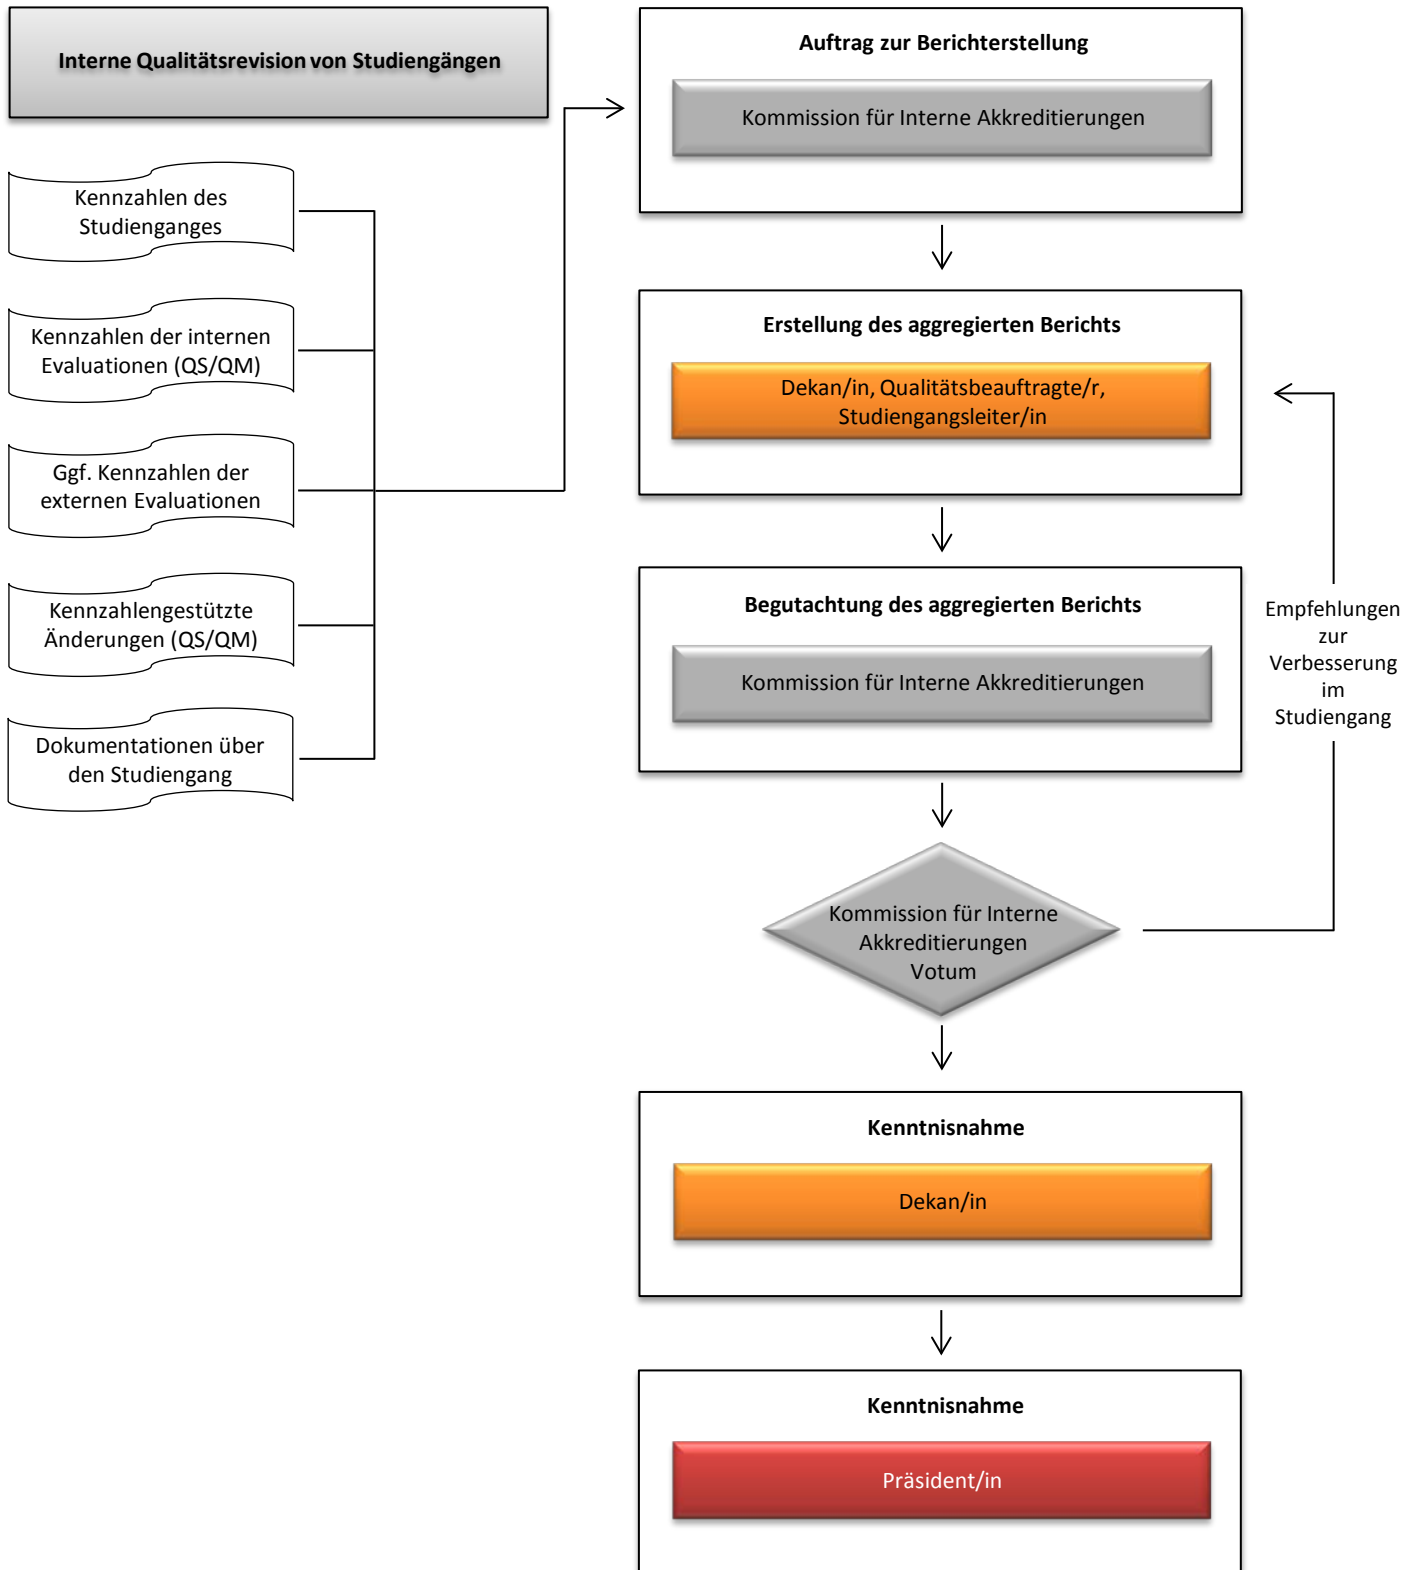 Interne Qualitätsrevision von Studiengängen
Kennzahlen des
Studienganges
Kennzahlen der internen
Evaluationen (QS/QM)
Ggf. Kennzahlen der
externen Evaluationen
Kennzahlengestützte
Änderungen (QS/QM)
Dokumentationen über
den Studiengang
Auftrag zur Berichterstellung
Kommission für Interne Akkreditierungen
Erstellung des aggregierten Berichts
Dekan/in, Qualitätsbeauftragte/r,
Studiengangsleiter/in
Begutachtung des aggregierten Berichts
Kommission für Interne Akkreditierungen
Empfehlungen
zur
Verbesserung
im
Studiengang
Kommission für Interne
Akkreditierungen
Votum
Kenntnisnahme
Dekan/in
Kenntnisnahme
Präsident/in